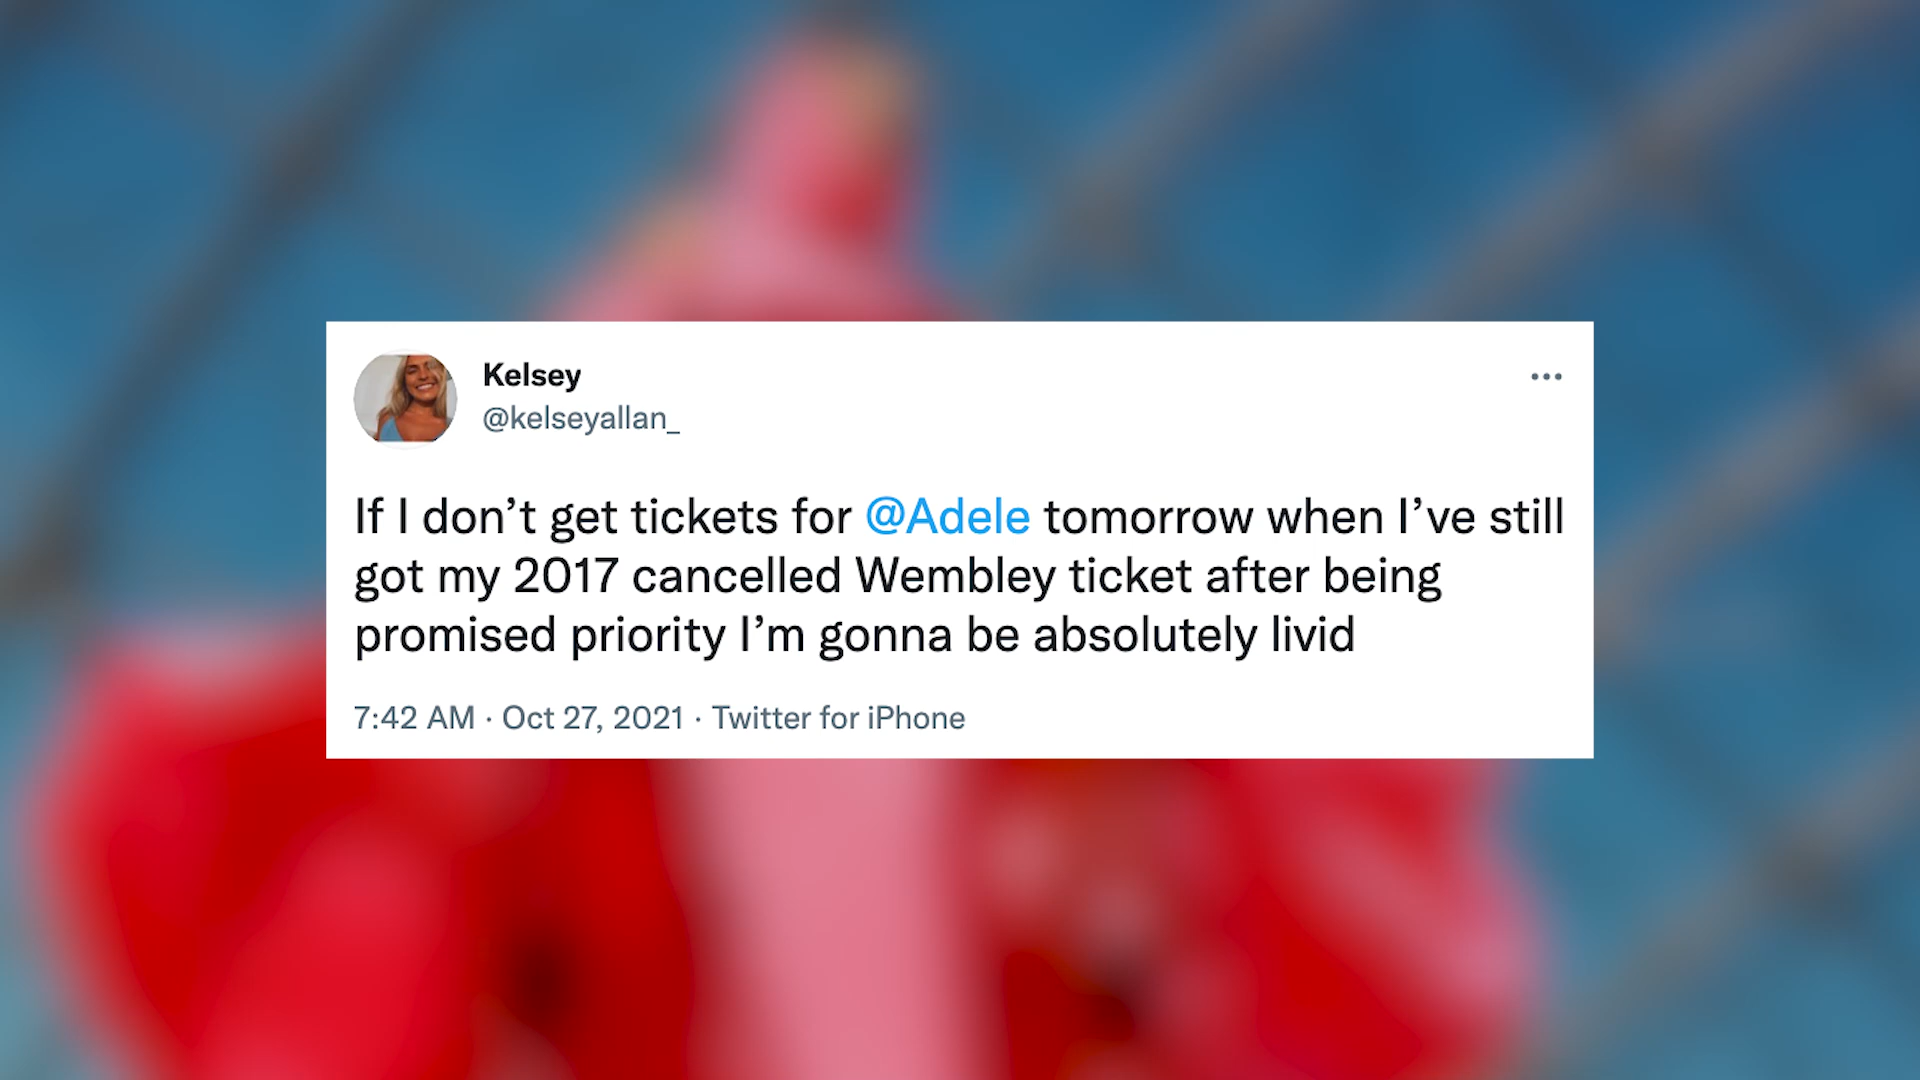 Kelsey
@kelseyallan_
If I don’t get tickets for @Adele tomorrow when I’ve still
got my 2017 cancelled Wembley ticket after being
promised priority I’m gonna be absolutely livid
7:42 AM · Oct 27, 2021 · Twitter for iPhone